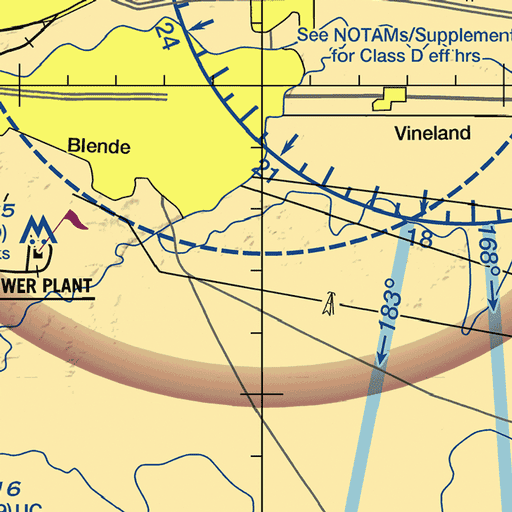 24
See NOTAMs/Supplement
for Class D eff hrs
Vineland
Blende
21
18
168°
183°
WER PLANT
16